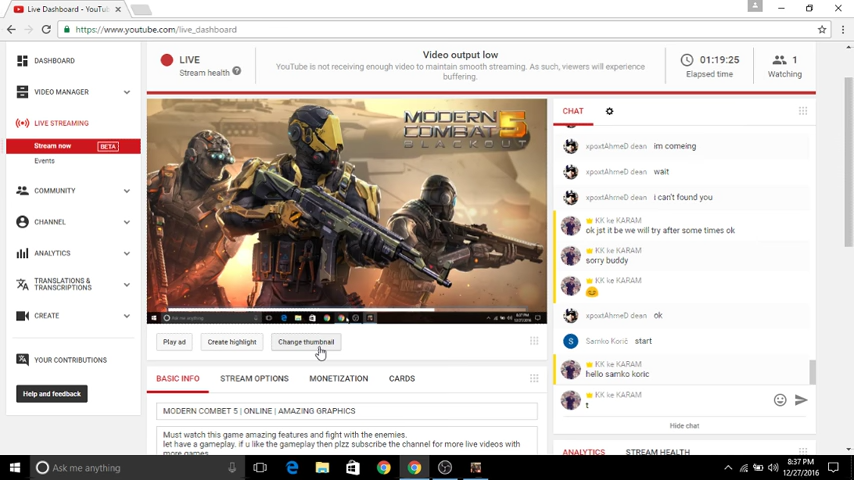 Live Dashboard - YouTu
https://www.youtube.com/live_dashboard
DASHBOARD
VIDEO MANAGER
LIVE STREAMING
Stream now
BETA
Events
COMMUNITY
CHANNEL
ANALYTICS
TRANSLATIONS &
TRANSCRIPTIONS
CREATE
YOUR CONTRIBUTIONS
Help and feedback
LIVE
Stream health
?
Video output low
YouTube is not receiving enough video to maintain smooth streaming. As such, viewers will experience
buffering.
01:19:25
Elapsed time
1
Watching
MODERN
COMBAT 5
BLACKOUT
Play ad
Create highlight
Change thumbnail
BASIC INFO
STREAM OPTIONS
MONETIZATION
CARDS
MODERN COMBET 5 | ONLINE | AMAZING GRAPHICS
Must watch this game amazing features and fight with the enemies.
let have a gameplay. if u like the gameplay then plzz subscribe the channel for more live videos with
more games
CHAT
xpoxtAhmeD dean im comeing
xpoxtAhmeD dean wait
xpoxtAhmeD dean i can't found you
KK ke KARAM
ok jst it be we will try after some times ok
KK ke KARAM
sorry buddy
KK ke KARAM
xpoxtAhmeD dean ok
S
Samko Korić start
KK ke KARAM
hello samko koric
KK ke KARAM
t
Hide chat
ANALYTICS
STREAM HEALTH
Ask me anything
8:37 PM
12/27/2016